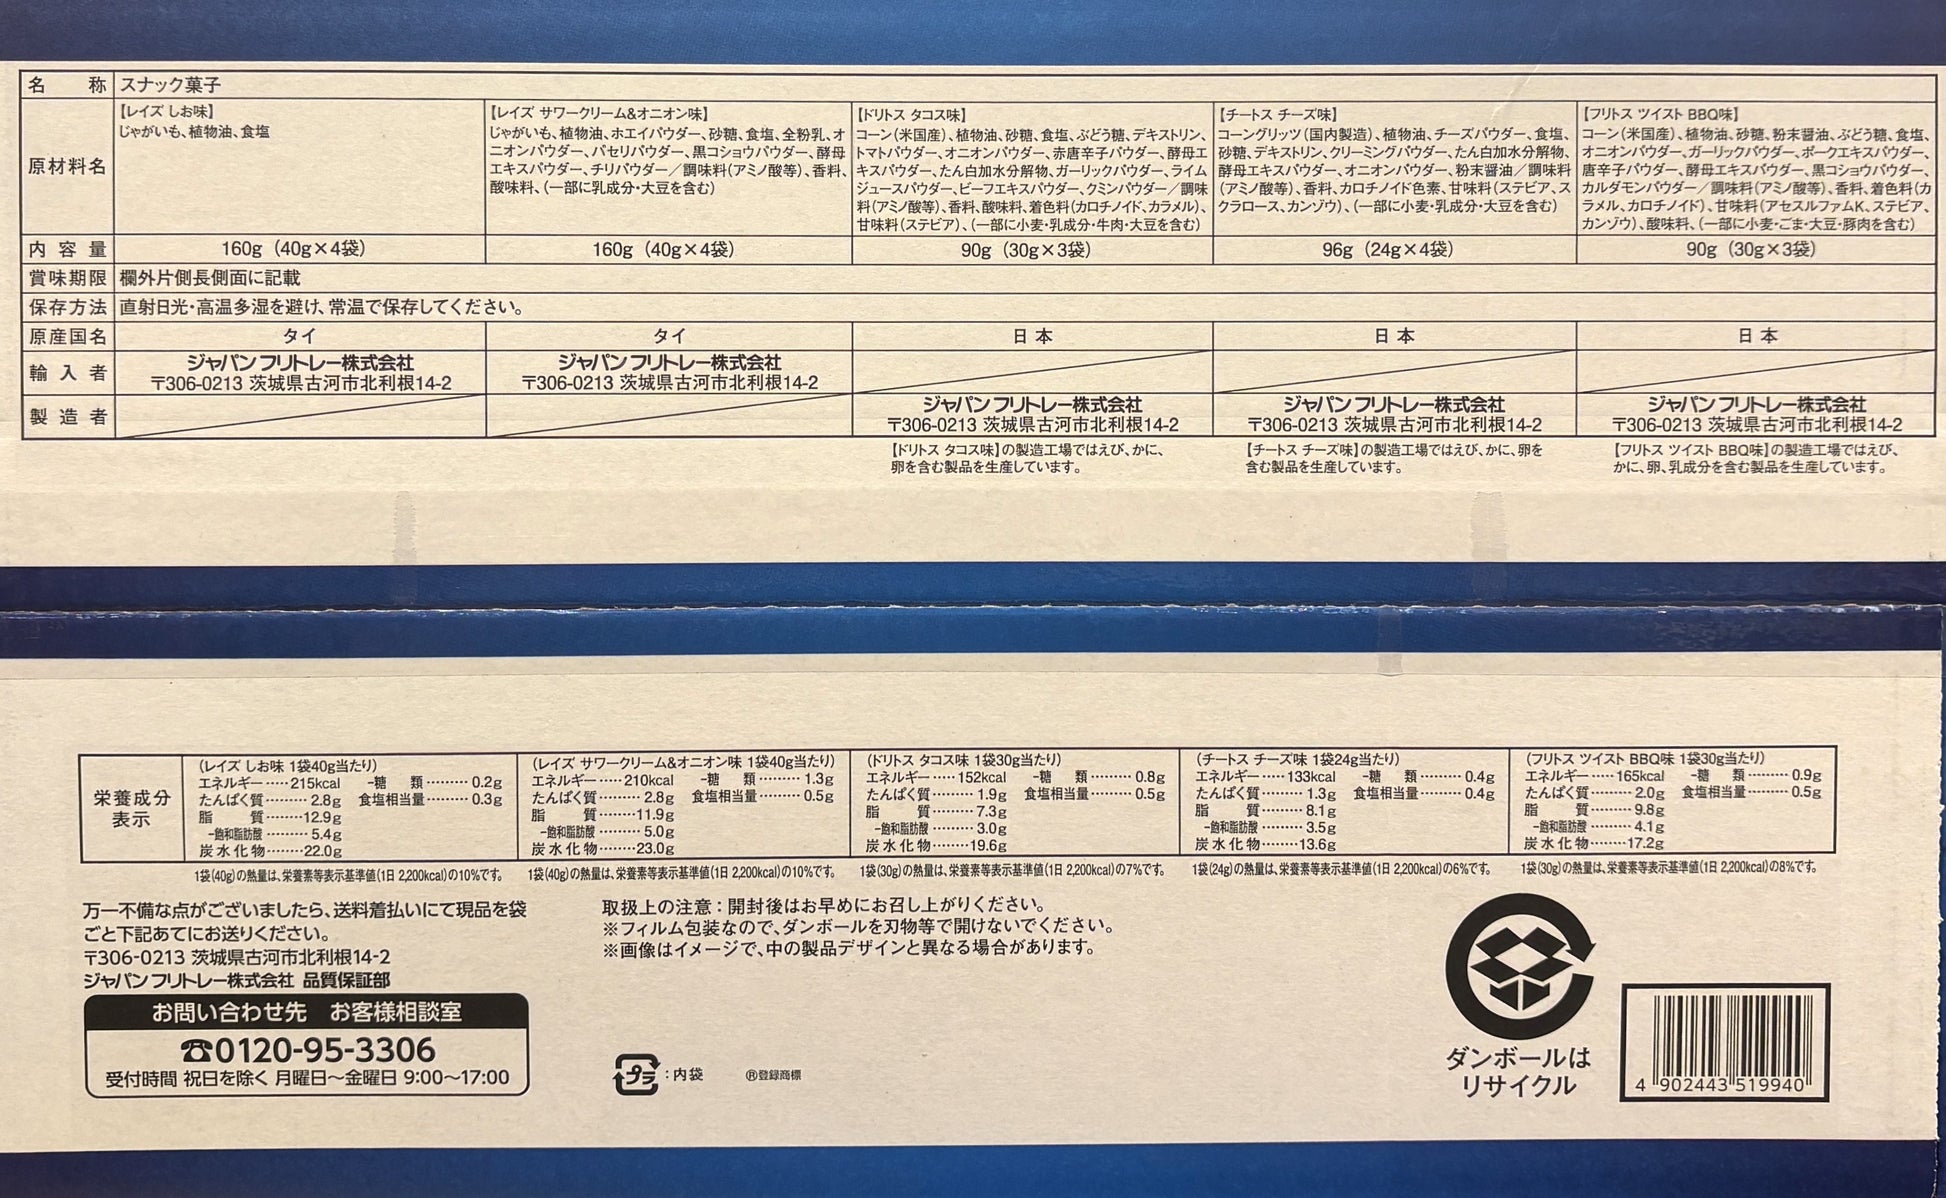 名称 スナック菓子
原材料名
【レイズ しお味】
じゃがいも、植物油、食塩
【レイズ サワークリーム&オニオン味】
じゃがいも、植物油、ホエイパウダー、砂糖、食塩、全粉乳、オ
ニオンパウダー、パセリパウダー、黒コショウパウダー、酵母
エキスパウダー、チリパウダー／調味料(アミノ酸等)、香料、
酸味料、(一部に乳成分・大豆を含む)
【ドリトス タコス味】
コーン(米国産)、植物油、砂糖、食塩、ぶどう糖、デキストリン、
トマトパウダー、オニオンパウダー、赤唐辛子パウダー、酵母エ
キスパウダー、たん白加水分解物、ガーリックパウダー、ライム
ジュースパウダー、ビーフエキスパウダー、クミンパウダー／調味
料(アミノ酸等)、香料、酸味料、着色料(カロチノイド、カラメル)、
甘味料(ステビア)、(一部に小麦・乳成分・牛肉・大豆を含む)
【チートス チーズ味】
コーングリッツ(国内製造)、植物油、チーズパウダー、食塩、
砂糖、デキストリン、クリーミングパウダー、たん白加水分解物、
酵母エキスパウダー、オニオンパウダー、粉末醤油／調味料
(アミノ酸等)、香料、カロチノイド色素、甘味料(ステビア、ス
クラロース、カンゾウ)、(一部に小麦・乳成分・大豆を含む)
【フリトス ツイスト BBQ味】
コーン(米国産)、植物油、砂糖、粉末醤油、ぶどう糖、食塩、
オニオンパウダー、ガーリックパウダー、ポークエキスパウダー、
唐辛子パウダー、酵母エキスパウダー、黒コショウパウダー、
カルダモンパウダー／調味料(アミノ酸等)、香料、着色料(カ
ラメル、カロチノイド)、甘味料(アセスルファムK、ステビア、
カンゾウ)、酸味料、(一部に小麦・ごま・大豆・豚肉を含む)
内容量 160g (40g×4袋) 160g (40g×4袋) 90g (30g×3袋) 96g (24g×4袋) 90g (30g×3袋)
賞味期限 欄外片側長側面に記載
保存方法 直射日光・高温多湿を避け、常温で保存してください。
原産国名 タイ タイ 日本 日本 日本
輸入者
ジャパン フリトレー株式会社
〒306-0213 茨城県古河市北利根14-2
ジャパン フリトレー株式会社
〒306-0213 茨城県古河市北利根14-2
製造者
ジャパン フリトレー株式会社
〒306-0213 茨城県古河市北利根14-2
ジャパン フリトレー株式会社
〒306-0213 茨城県古河市北利根14-2
ジャパン フリトレー株式会社
〒306-0213 茨城県古河市北利根14-2
【ドリトス タコス味】の製造工場ではえび、かに、
卵を含む製品を生産しています。
【チートス チーズ味】の製造工場ではえび、かに、卵を
含む製品を生産しています。
【フリトス ツイスト BBQ味】の製造工場ではえび、
かに、卵、乳成分を含む製品を生産しています。
栄養成分
表示
(レイズ しお味 1袋40g当たり)
エネルギー……215kcal -糖類………0.2g
たんぱく質………2.8g 食塩相当量………0.3g
脂質………12.9g
-飽和脂肪酸………5.4g
炭水化物………22.0g
(レイズ サワークリーム&オニオン味 1袋40g当たり)
エネルギー……210kcal -糖類………1.3g
たんぱく質………2.8g 食塩相当量………0.5g
脂質………11.9g
-飽和脂肪酸………5.0g
炭水化物………23.0g
(ドリトス タコス味 1袋30g当たり)
エネルギー……152kcal -糖類………0.8g
たんぱく質………1.9g 食塩相当量………0.5g
脂質………7.3g
-飽和脂肪酸………3.0g
炭水化物………19.6g
(チートス チーズ味 1袋24g当たり)
エネルギー……133kcal -糖類………0.4g
たんぱく質………1.3g 食塩相当量………0.4g
脂質………8.1g
-飽和脂肪酸………3.5g
炭水化物………13.6g
(フリトス ツイスト BBQ味 1袋30g当たり)
エネルギー……165kcal -糖類………0.9g
たんぱく質………2.0g 食塩相当量………0.5g
脂質………9.8g
-飽和脂肪酸………4.1g
炭水化物………17.2g
1袋(40g)の熱量は、栄養素等表示基準値(1日 2,200kcal)の10%です。
1袋(40g)の熱量は、栄養素等表示基準値(1日 2,200kcal)の10%です。
1袋(30g)の熱量は、栄養素等表示基準値(1日 2,200kcal)の7%です。
1袋(24g)の熱量は、栄養素等表示基準値(1日 2,200kcal)の6%です。
1袋(30g)の熱量は、栄養素等表示基準値(1日 2,200kcal)の8%です。
万一不備な点がございましたら、送料着払いにて現品を袋
ごと下記あてにお送りください。
〒306-0213 茨城県古河市北利根14-2
ジャパン フリトレー株式会社 品質保証部
お問い合わせ先 お客様相談室
☎0120-95-3306
受付時間 祝日を除く 月曜日〜金曜日 9:00〜17:00
取扱上の注意：開封後はお早めにお召し上がりください。
※フィルム包装なので、ダンボールを刃物等で開けないでください。
※画像はイメージで、中の製品デザインと異なる場合があります。
プラ：内袋
®登録商標
ダンボールは
リサイクル
4 902443 519940